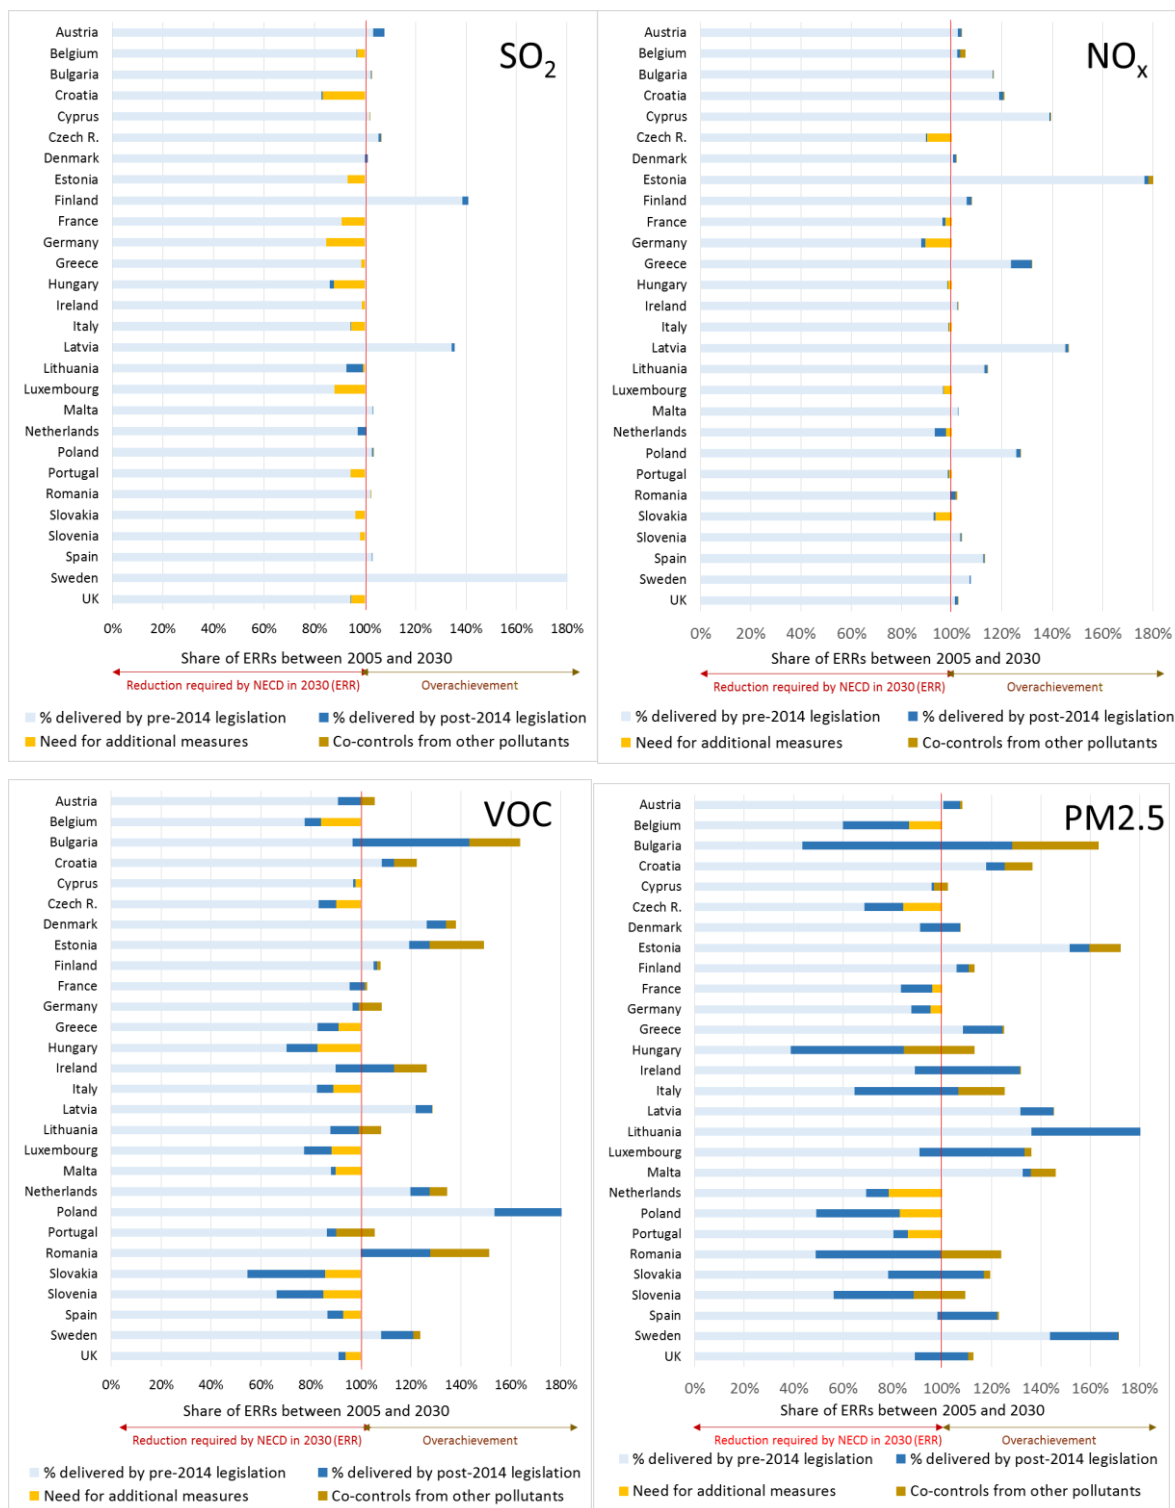 SO2
Austria
Belgium
Bulgaria
Croatia
Cyprus
Czech R.
Denmark
Estonia
Finland
France
Germany
Greece
Hungary
Ireland
Italy
Latvia
Lithuania
Luxembourg
Malta
Netherlands
Poland
Portugal
Romania
Slovakia
Slovenia
Spain
Sweden
UK
0% 20% 40% 60% 80% 100% 120% 140% 160% 180%
Share of ERRs between 2005 and 2030
Reduction required by NECD in 2030 (ERR) Overachievement
% delivered by pre-2014 legislation % delivered by post-2014 legislation
Need for additional measures Co-controls from other pollutants
NOx
Austria
Belgium
Bulgaria
Croatia
Cyprus
Czech R.
Denmark
Estonia
Finland
France
Germany
Greece
Hungary
Ireland
Italy
Latvia
Lithuania
Luxembourg
Malta
Netherlands
Poland
Portugal
Romania
Slovakia
Slovenia
Spain
Sweden
UK
0% 20% 40% 60% 80% 100% 120% 140% 160% 180%
Share of ERRs between 2005 and 2030
Reduction required by NECD in 2030 (ERR) Overachievement
% delivered by pre-2014 legislation % delivered by post-2014 legislation
Need for additional measures Co-controls from other pollutants
VOC
Austria
Belgium
Bulgaria
Croatia
Cyprus
Czech R.
Denmark
Estonia
Finland
France
Germany
Greece
Hungary
Ireland
Italy
Latvia
Lithuania
Luxembourg
Malta
Netherlands
Poland
Portugal
Romania
Slovakia
Slovenia
Spain
Sweden
UK
0% 20% 40% 60% 80% 100% 120% 140% 160% 180%
Share of ERRs between 2005 and 2030
Reduction required by NECD in 2030 (ERR) Overachievement
% delivered by pre-2014 legislation % delivered by post-2014 legislation
Need for additional measures Co-controls from other pollutants
PM2.5
Austria
Belgium
Bulgaria
Croatia
Cyprus
Czech R.
Denmark
Estonia
Finland
France
Germany
Greece
Hungary
Ireland
Italy
Latvia
Lithuania
Luxembourg
Malta
Netherlands
Poland
Portugal
Romania
Slovakia
Slovenia
Spain
Sweden
UK
0% 20% 40% 60% 80% 100% 120% 140% 160% 180%
Share of ERRs between 2005 and 2030
Reduction required by NECD in 2030 (ERR) Overachievement
% delivered by pre-2014 legislation % delivered by post-2014 legislation
Need for additional measures Co-controls from other pollutants